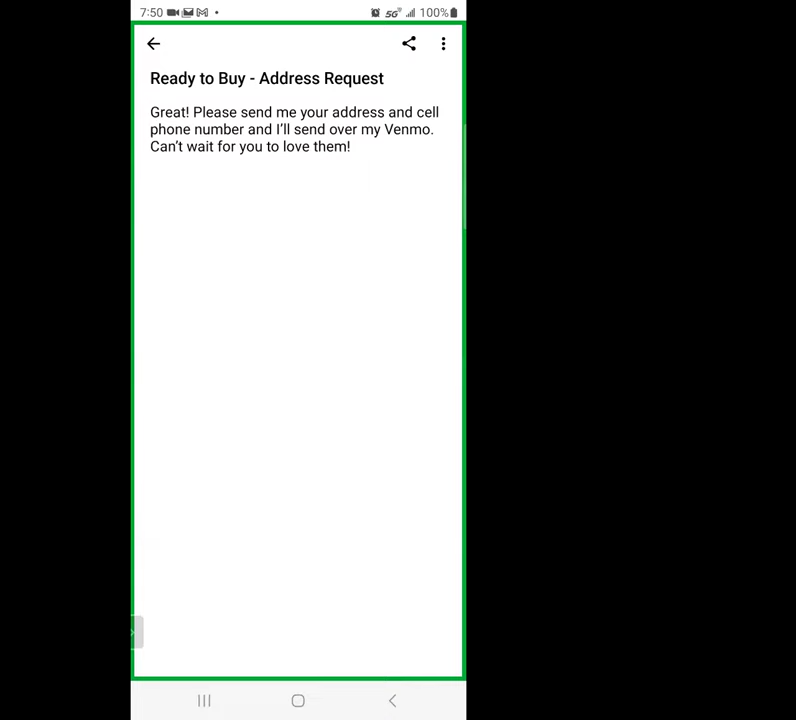 7:50
5G
100%
Ready to Buy - Address Request
Great! Please send me your address and cell
phone number and I'll send over my Venmo.
Can't wait for you to love them!